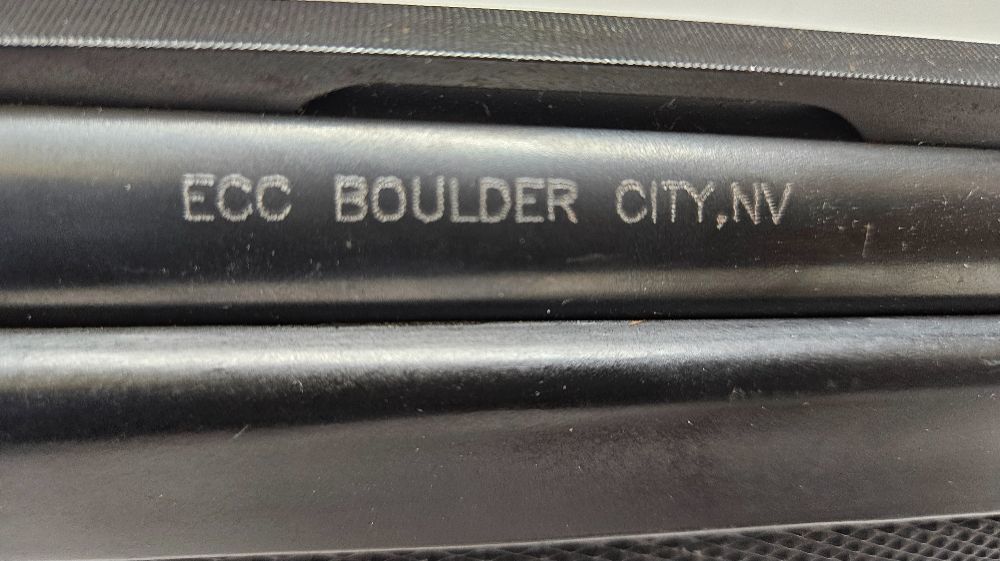 ECC BOULDER CITY,NV